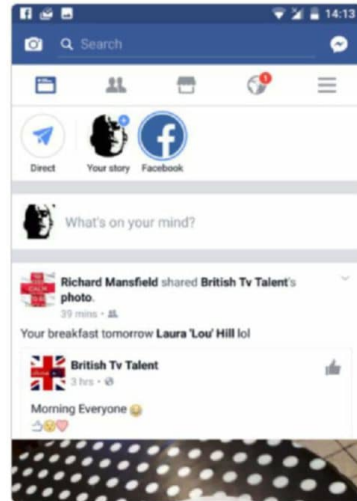 14:13
Search
1
Direct Your story Facebook
What's on your mind?
Richard Mansfield shared British Tv Talent's
photo.
39 mins
Your breakfast tomorrow Laura 'Lou' Hill lol
British Tv Talent
3 hrs
Morning Everyone